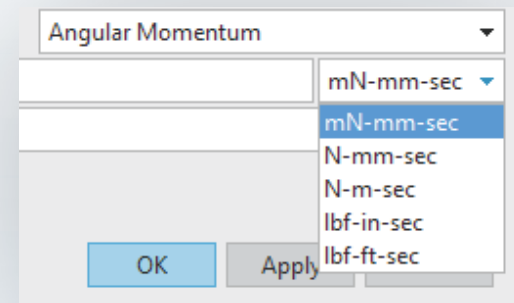 Angular Momentum
mN-mm-sec
mN-mm-sec
N-mm-sec
N-m-sec
lbf-in-sec
lbf-ft-sec
OK
Apply